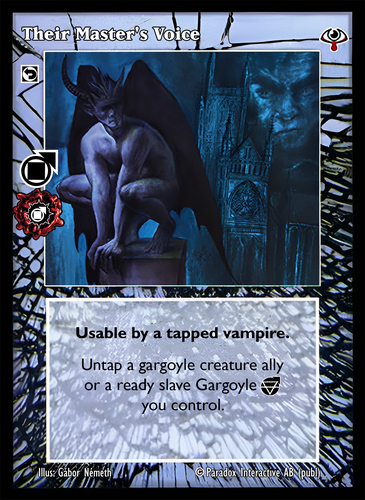 Their Master's Voice
Usable by a tapped vampire.
Untap a gargoyle creature ally
or a ready slave Gargoyle
you control.
Illus: Gábor Németh © Paradox Interactive AB (publ)